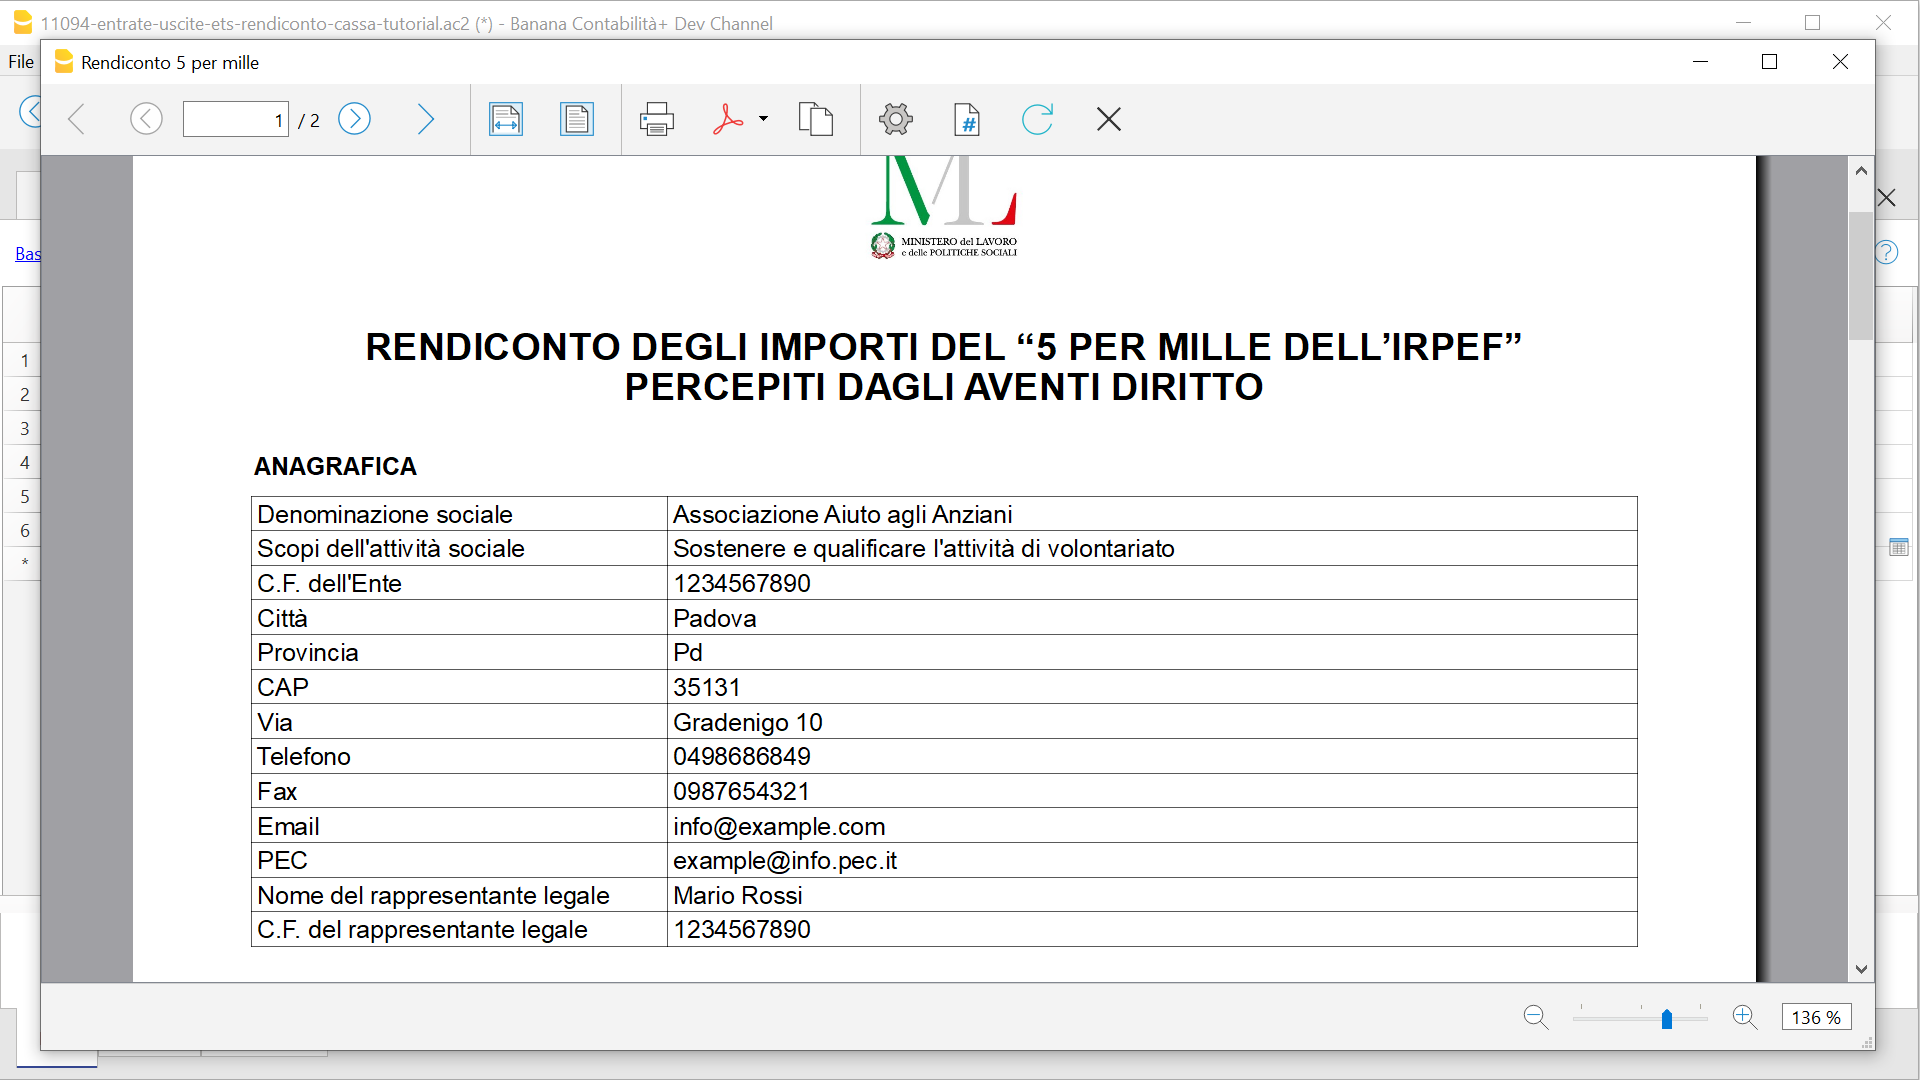 11094-entrate-uscite-ets-rendiconto-cassa-tutorial.ac2 (*) - Banana Contabilità+ Dev Channel
File
Rendiconto 5 per mille
1 / 2
Bas
ML
MINISTERO del LAVORO
e delle POLITICHE SOCIALI
RENDICONTO DEGLI IMPORTI DEL “5 PER MILLE DELL’IRPEF”
PERCEPITI DAGLI AVENTI DIRITTO
ANAGRAFICA
Denominazione sociale Associazione Aiuto agli Anziani
Scopi dell'attività sociale Sostenere e qualificare l'attività di volontariato
C.F. dell'Ente 1234567890
Città Padova
Provincia Pd
CAP 35131
Via Gradenigo 10
Telefono 0498686849
Fax 0987654321
Email info@example.com
PEC example@info.pec.it
Nome del rappresentante legale Mario Rossi
C.F. del rappresentante legale 1234567890
1
2
3
4
5
6
*
136 %